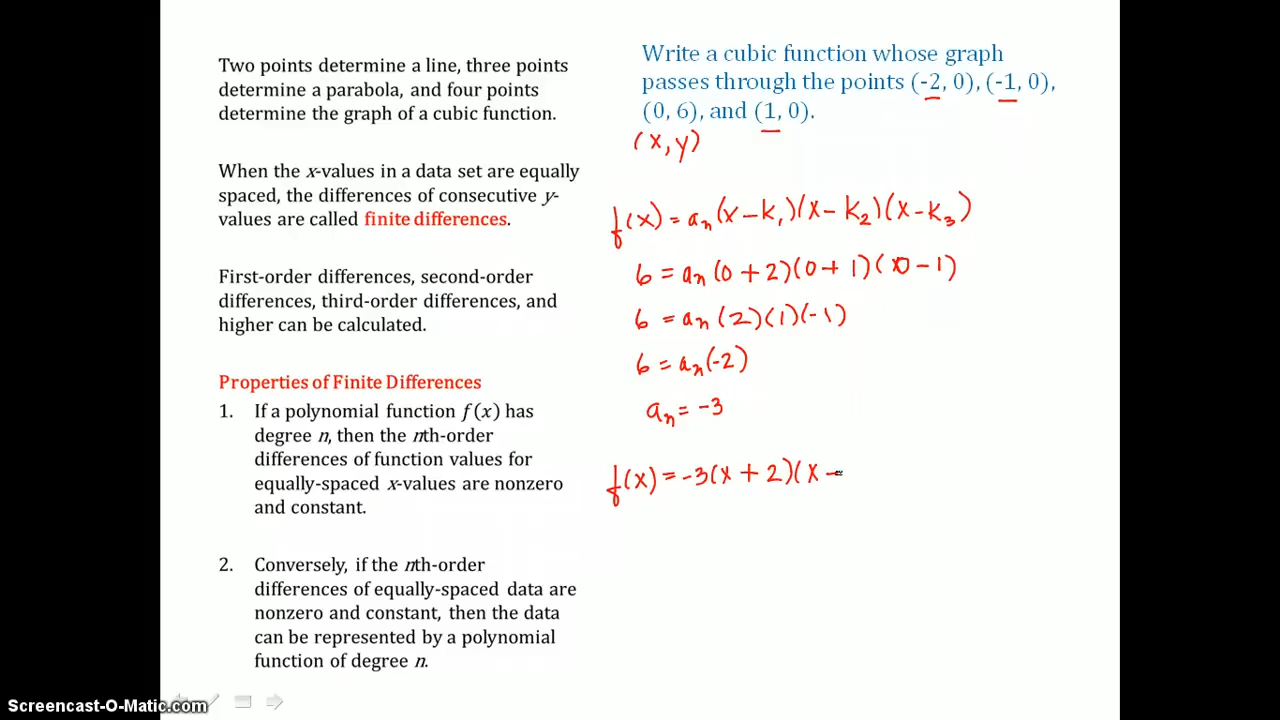 Two points determine a line, three points
determine a parabola, and four points
determine the graph of a cubic function.
When the x-values in a data set are equally
spaced, the differences of consecutive y-
values are called finite differences.
First-order differences, second-order
differences, third-order differences, and
higher can be calculated.
Properties of Finite Differences
1. If a polynomial function f(x) has
degree n, then the nth-order
differences of function values for
equally-spaced x-values are nonzero
and constant.
2. Conversely, if the nth-order
differences of equally-spaced data are
nonzero and constant, then the data
can be represented by a polynomial
function of degree n.
Write a cubic function whose graph
passes through the points (-2, 0), (-1, 0),
(0, 6), and (1, 0).
(x, y)
f(x) = aₙ(x - k₁)(x - k₂)(x - k₃)
6 = aₙ(0 + 2)(0 + 1)(0 - 1)
6 = aₙ(2)(1)(-1)
6 = aₙ(-2)
aₙ = -3
f(x) = -3(x + 2)(x -
Screencast-O-Matic.com